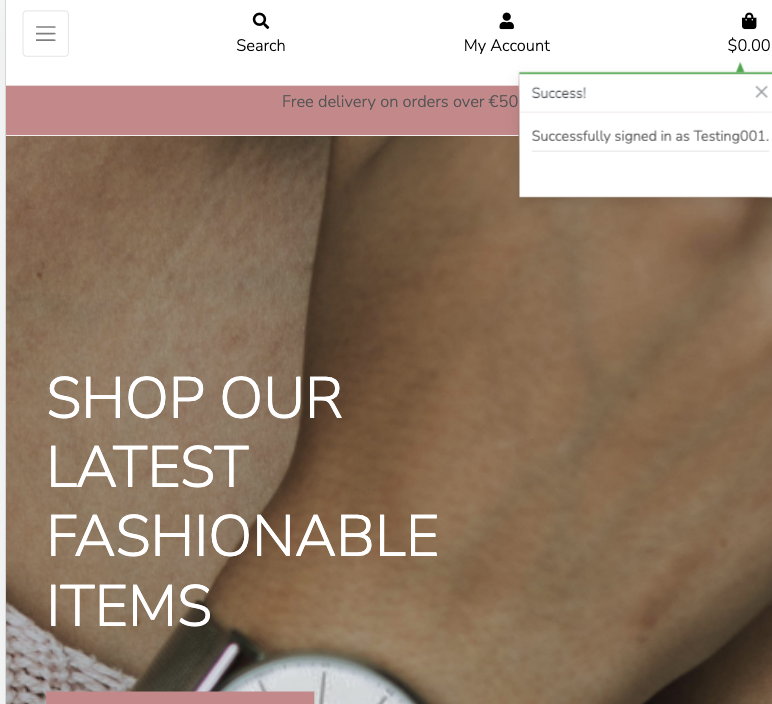 Search
My Account
$0.00
Free delivery on orders over €50
Success!
Successfully signed in as Testing001.
SHOP OUR
LATEST
FASHIONABLE
ITEMS